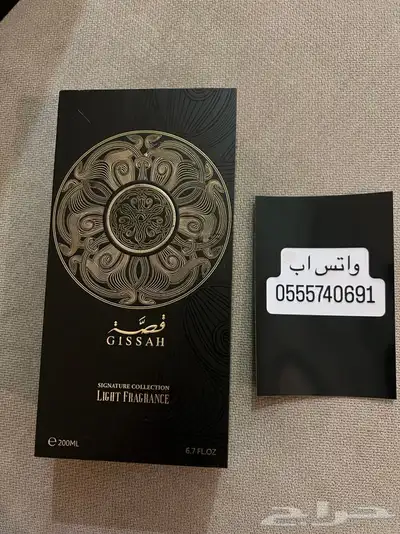 قصة
GISSAH
SIGNATURE COLLECTION
LIGHT FRAGRANCE
℮ 200ML
6.7 FL.OZ
واتس اب
0555740691
حراج